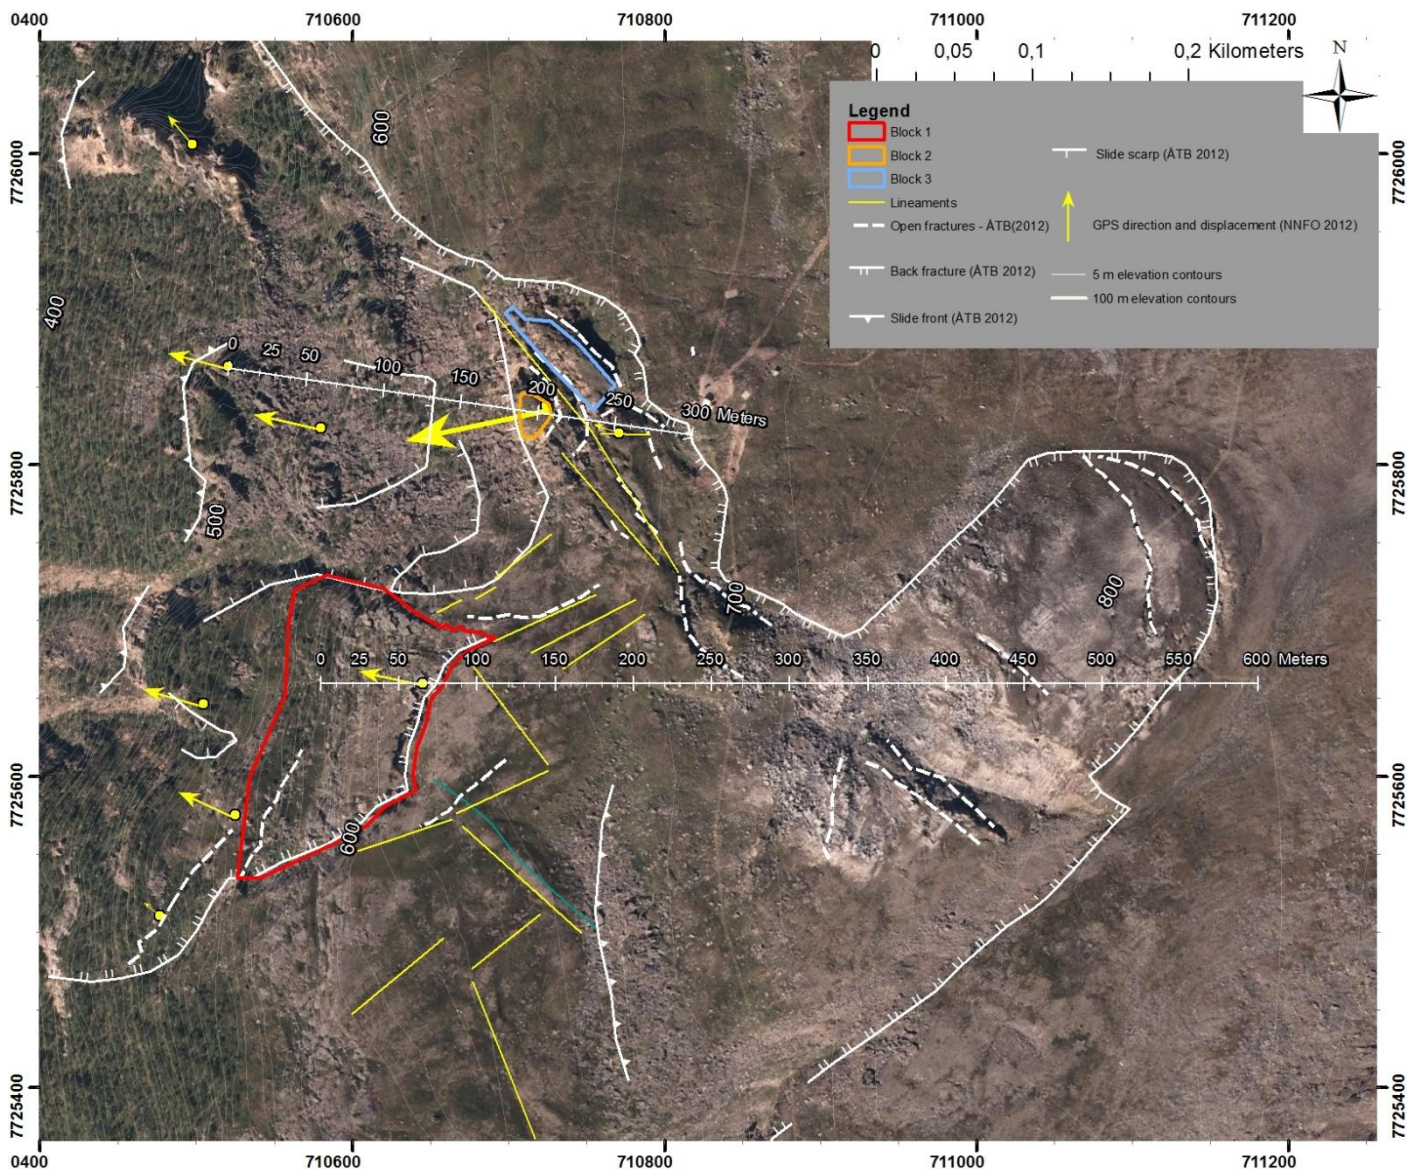 0400 710600 710800 711000 711200
0 0,05 0,1 0,2 Kilometers
N
Legend
Block 1
Block 2
Block 3
Lineaments
Open fractures - ÅTB(2012)
Back fracture (ÅTB 2012)
Slide front (ÅTB 2012)
Slide scarp (ÅTB 2012)
GPS direction and displacement (NNFO 2012)
5 m elevation contours
100 m elevation contours
7726000 7726000
600
400
0 25 50 100 150 200 250 300 Meters
7725800 7725800
500
700
800
0 25 50 100 150 200 250 300 350 400 450 500 550 600 Meters
7725600 7725600
600
7725400 7725400
0400 710600 710800 711000 711200